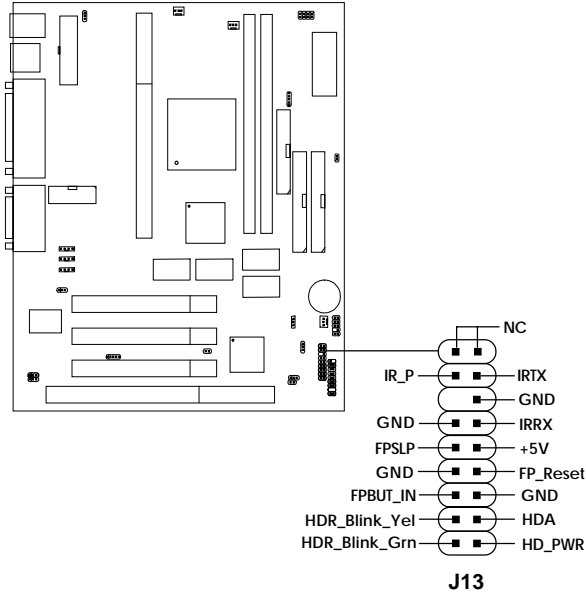 NC
IR_P IRTX
GND
GND IRRX
FPSLP +5V
GND FP_Reset
FPBUT_IN GND
HDR_Blink_Yel HDA
HDR_Blink_Grn HD_PWR
J13